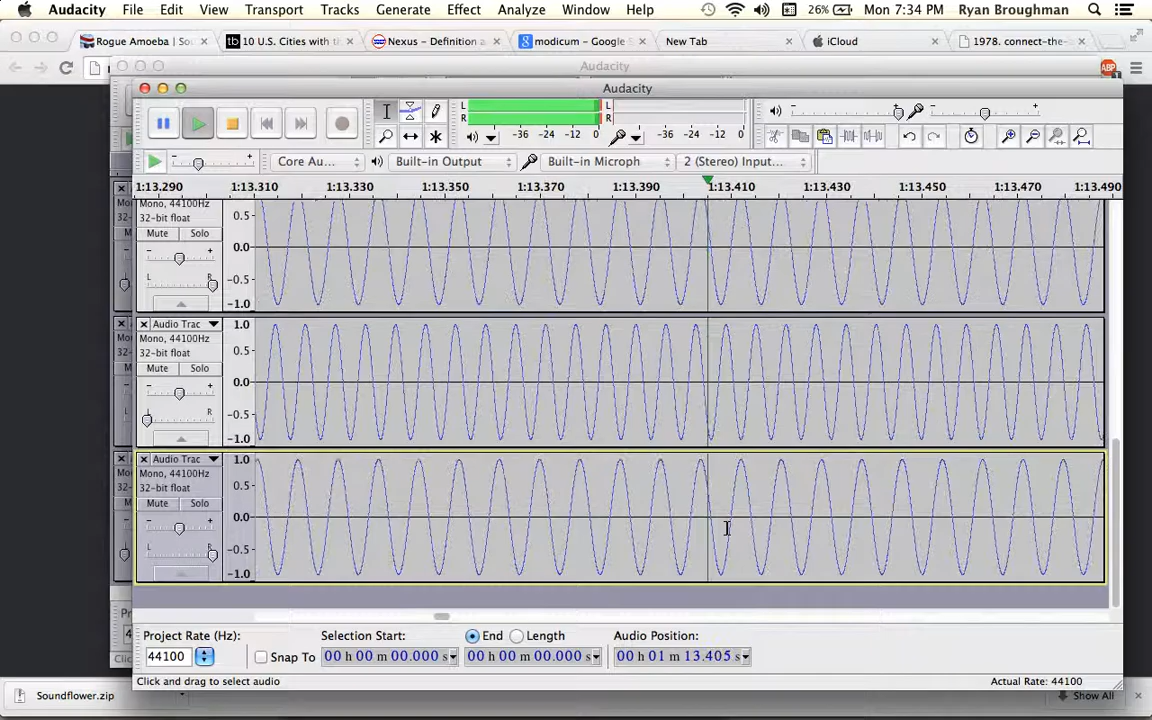 Audacity File Edit View Transport Tracks Generate Effect Analyze Window Help 26% Mon 7:34 PM Ryan Broughman
Rogue Amoeba | So 10 U.S. Cities with t Nexus – Definition a modicum – Google New Tab iCloud 1978. connect-the-
Audacity
ABP
Audacity
L L
R R
-36 -24 -12 0 -36 -24 -12 0
Core Au... Built-in Output Built-in Microph 2 (Stereo) Input...
1:13.290 1:13.310 1:13.330 1:13.350 1:13.370 1:13.390 1:13.410 1:13.430 1:13.450 1:13.470 1:13.490
Mono, 44100Hz
32-bit float
Mute Solo
L R
0.5
0.0
-0.5
-1.0
Audio Trac
Mono, 44100Hz
32-bit float
Mute Solo
L R
1.0
0.5
0.0
-0.5
-1.0
Audio Trac
Mono, 44100Hz
32-bit float
Mute Solo
L R
1.0
0.5
0.0
-0.5
-1.0
Project Rate (Hz): Selection Start: End Length Audio Position:
44100 Snap To 00 h 00 m 00.000 s 00 h 00 m 00.000 s 00 h 01 m 13.405 s
Click and drag to select audio Actual Rate: 44100
Soundflower.zip Show All